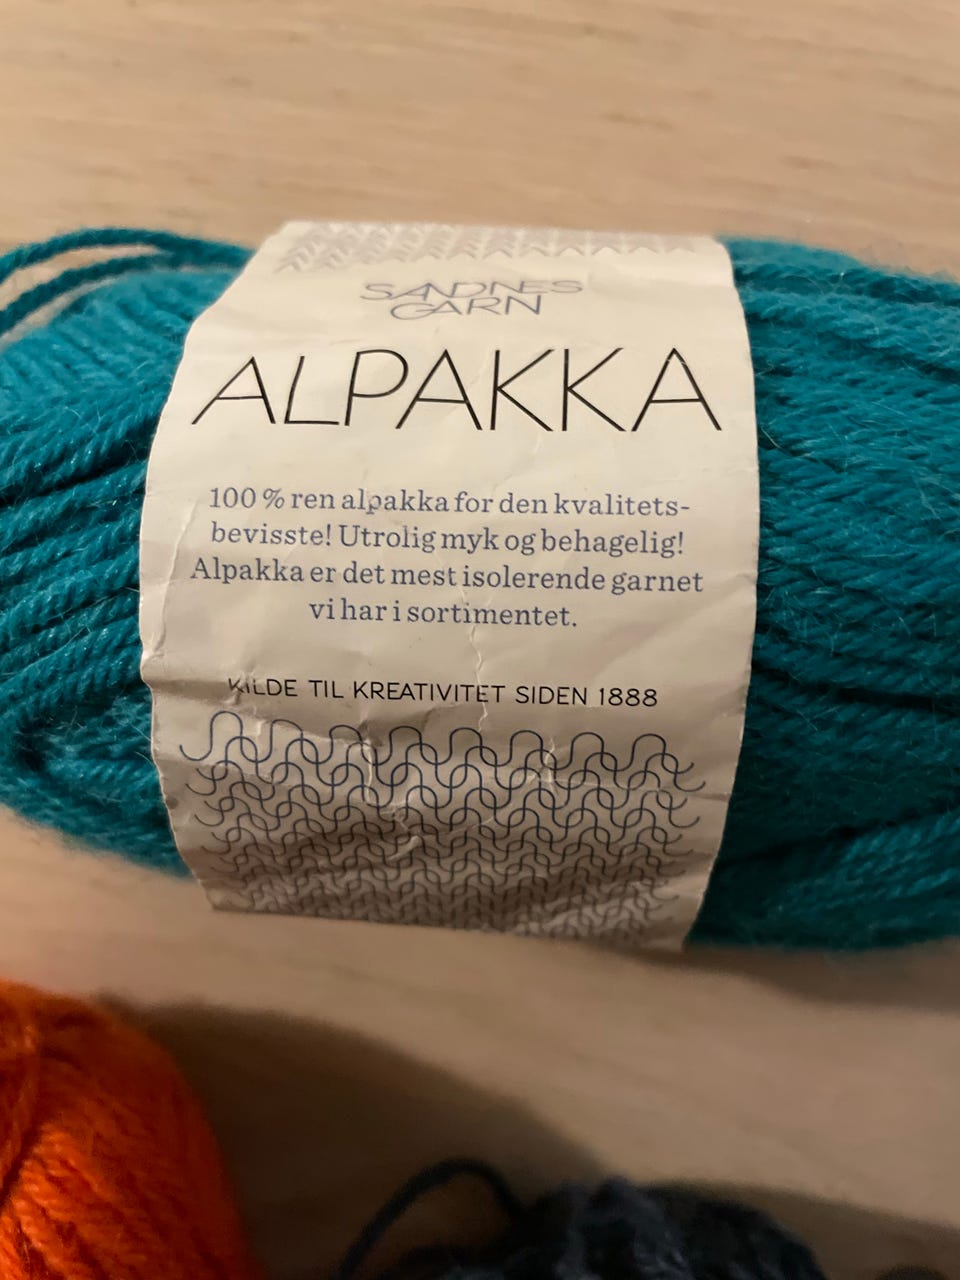 SANDNES
GARN
ALPAKKA
100 % ren alpakka for den kvalitets-
bevisste! Utrolig myk og behagelig!
Alpakka er det mest isolerende garnet
vi har i sortimentet.
KILDE TIL KREATIVITET SIDEN 1888